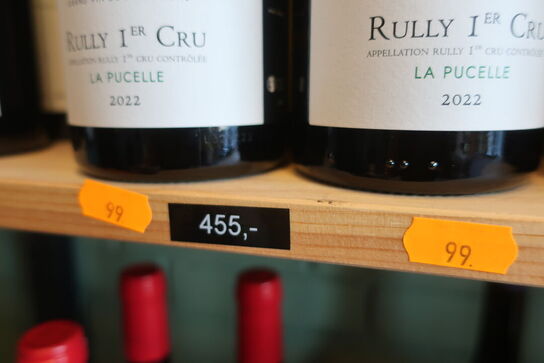 RULLY 1ER CRU
APPELLATION RULLY 1ER CRU CONTRÔLÉE
LA PUCELLE
2022
RULLY 1ER CRU
APPELLATION RULLY 1ER CRU CONTRÔLÉE
LA PUCELLE
2022
99
455,-
99.